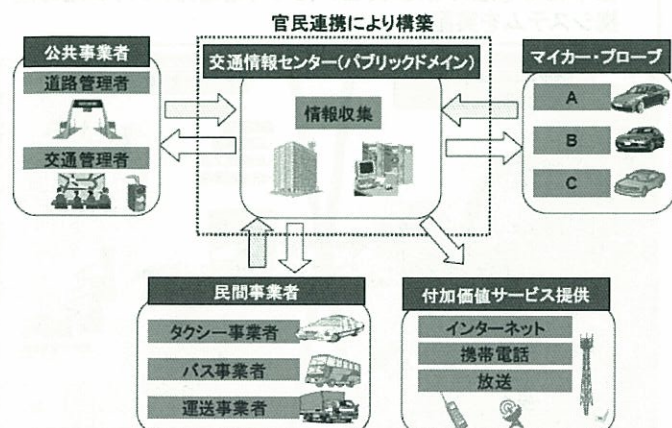 官民連携により構築
公共事業者
道路管理者
交通管理者
交通情報センター(パブリックドメイン)
情報収集
マイカー・プローブ
A
B
C
民間事業者
タクシー事業者
バス事業者
運送事業者
付加価値サービス提供
インターネット
携帯電話
放送